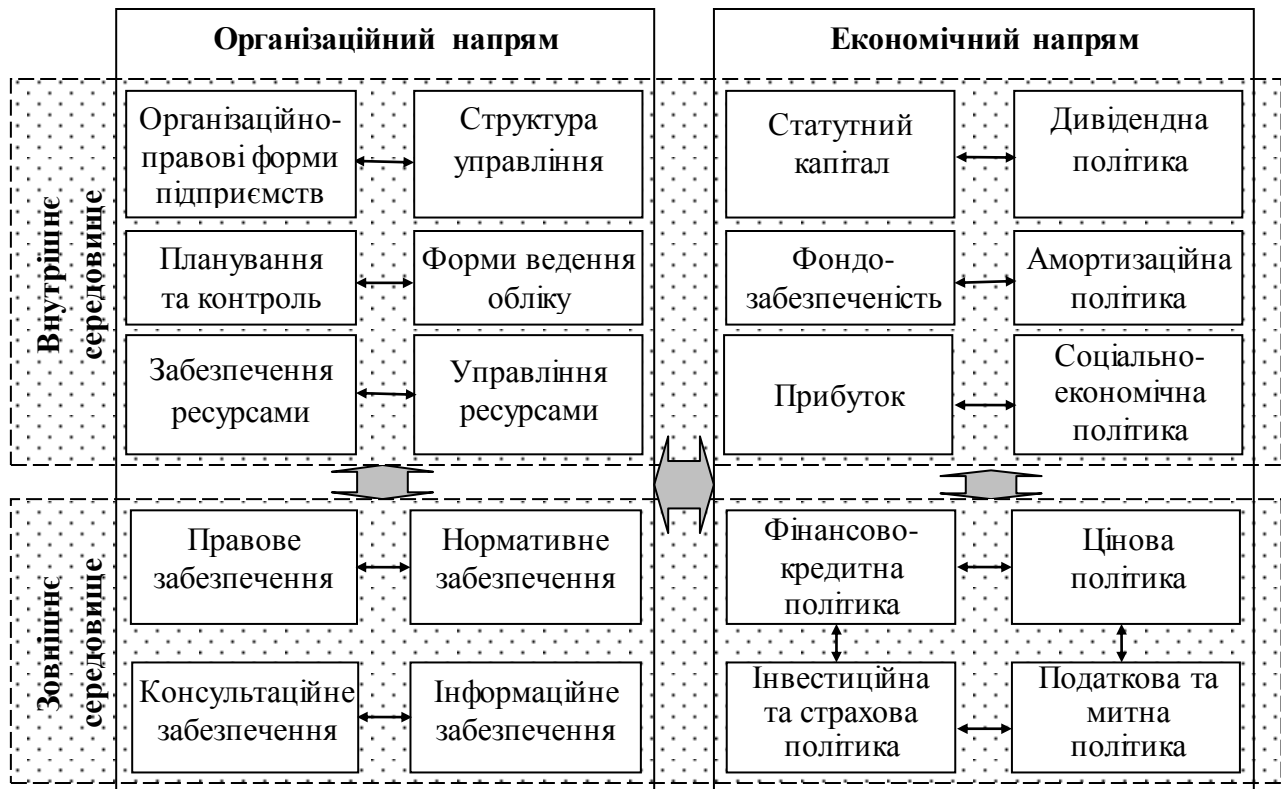 Організаційний напрям
Економічний напрям
Внутрішнє
середовище
Організаційно-
правові форми
підприємств
Структура
управління
Статутний
капітал
Дивідендна
політика
Планування
та контроль
Форми ведення
обліку
Фондо-
забезпеченість
Амортизаційна
політика
Забезпечення
ресурсами
Управління
ресурсами
Прибуток
Соціально-
економічна
політика
Зовнішнє
середовище
Правове
забезпечення
Нормативне
забезпечення
Фінансово-
кредитна
політика
Цінова
політика
Консультаційне
забезпечення
Інформаційне
забезпечення
Інвестиційна
та страхова
політика
Податкова та
митна
політика